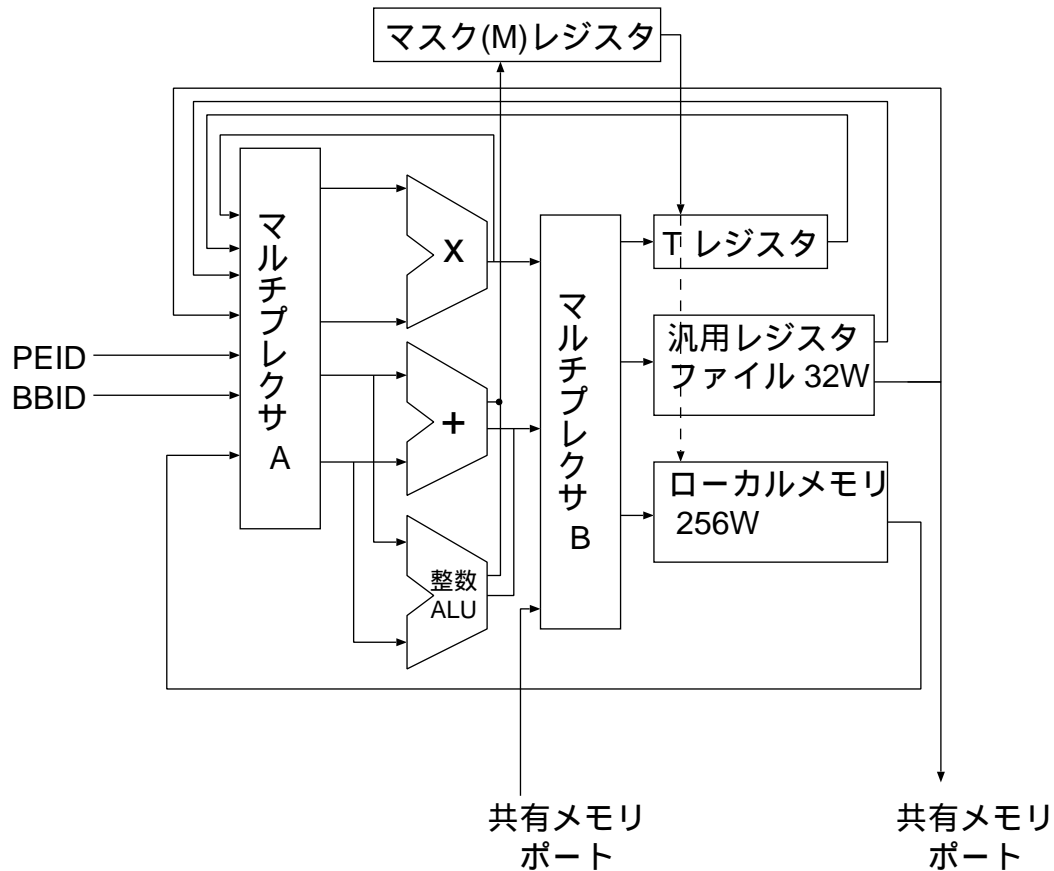 マスク(M)レジスタ
マルチプレクサ
A
X
+
整数
ALU
マルチプレクサ
B
T レジスタ
汎用レジスタ
ファイル 32W
ローカルメモリ
256W
PEID
BBID
共有メモリ
ポート
共有メモリ
ポート